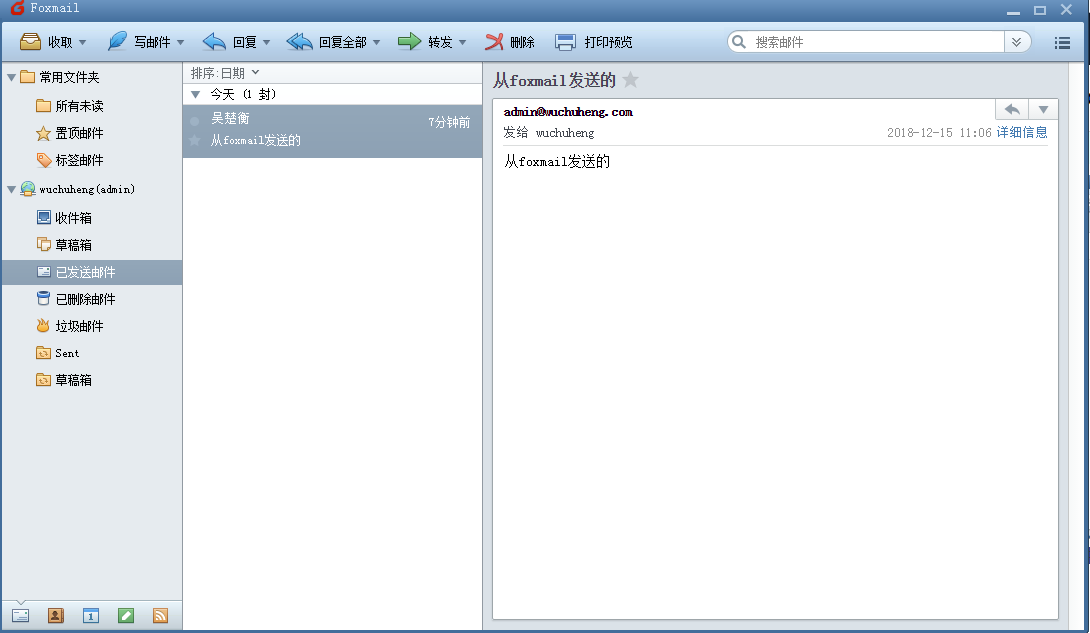 Foxmail
收取 写邮件 回复 回复全部 转发 删除 打印预览 搜索邮件
常用文件夹
所有未读
置顶邮件
标签邮件
wuchuheng(admin)
收件箱
草稿箱
已发送邮件
已删除邮件
垃圾邮件
Sent
草稿箱
1
排序:日期
今天 (1 封)
吴楚衡
7分钟前
从foxmail发送的
从foxmail发送的
admin@wuchuheng.com
发给 wuchuheng
2018-12-15 11:06 详细信息
从foxmail发送的